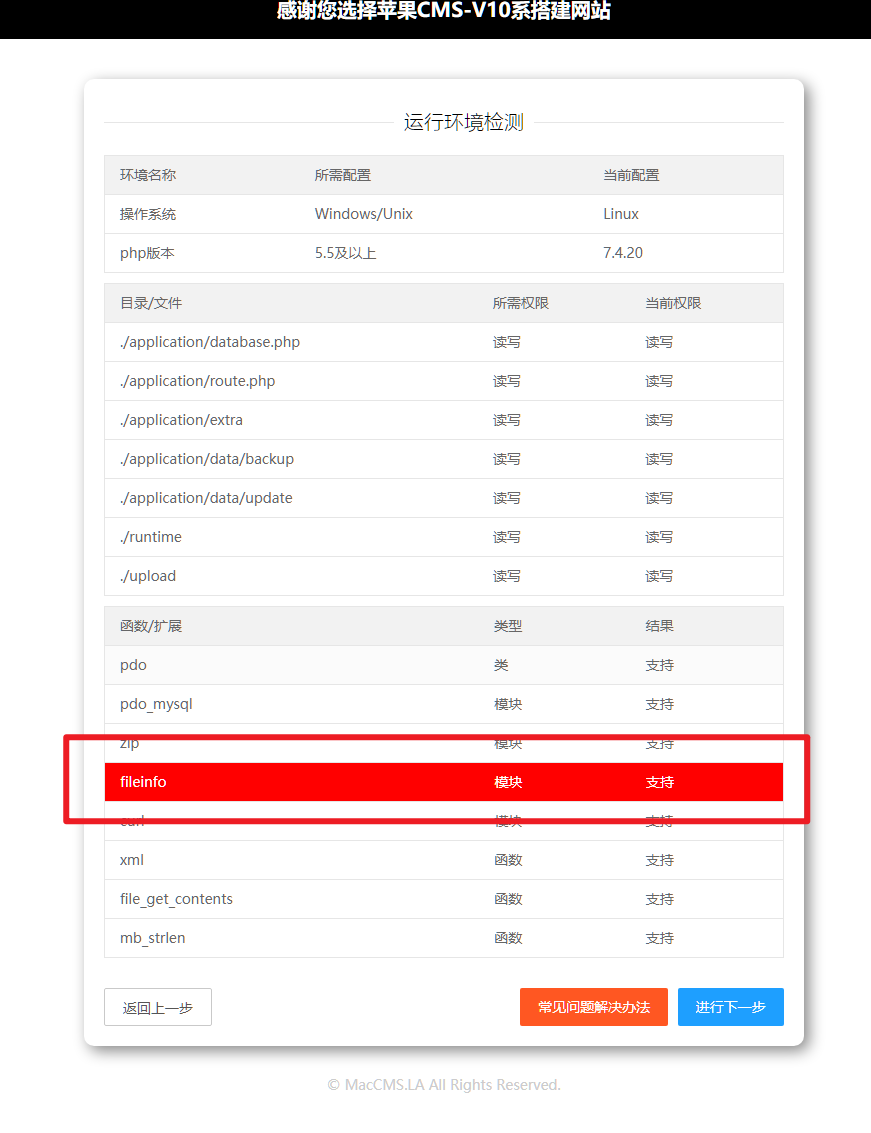 感谢您选择苹果CMS-V10系搭建网站
运行环境检测
环境名称 所需配置 当前配置
操作系统 Windows/Unix Linux
php版本 5.5及以上 7.4.20
目录/文件 所需权限 当前权限
./application/database.php 读写 读写
./application/route.php 读写 读写
./application/extra 读写 读写
./application/data/backup 读写 读写
./application/data/update 读写 读写
./runtime 读写 读写
./upload 读写 读写
函数/扩展 类型 结果
pdo 类 支持
pdo_mysql 模块 支持
zip 模块 支持
fileinfo 模块 支持
curl 模块 支持
xml 函数 支持
file_get_contents 函数 支持
mb_strlen 函数 支持
返回上一步 常见问题解决办法 进行下一步
© MacCMS.LA All Rights Reserved.